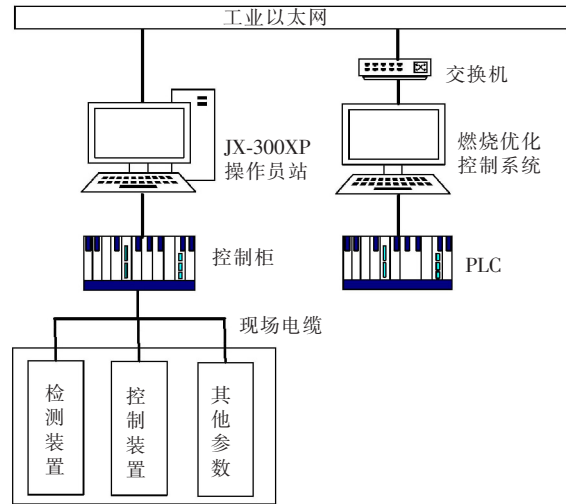 工业以太网
交换机
JX-300XP
操作员站
燃烧优化
控制系统
控制柜
PLC
现场电缆
检测装置
控制装置
其他参数